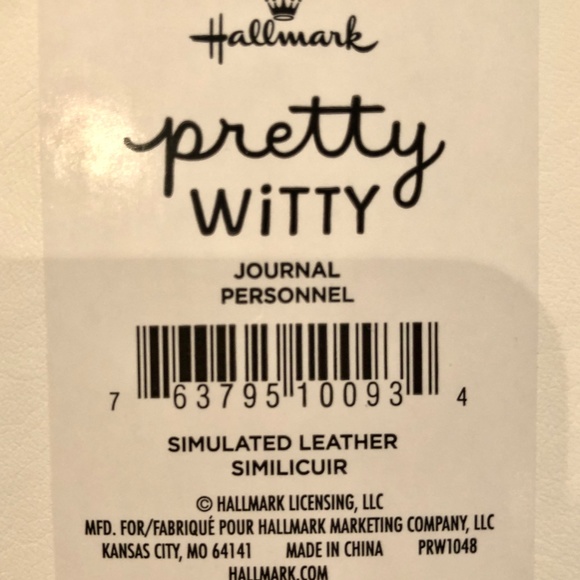 Hallmark
pretty
WiTTY
JOURNAL
PERSONNEL
7 63795 10093 4
SIMULATED LEATHER
SIMILICUIR
© HALLMARK LICENSING, LLC
MFD. FOR/FABRIQUÉ POUR HALLMARK MARKETING COMPANY, LLC
KANSAS CITY, MO 64141 MADE IN CHINA PRW1048
HALLMARK.COM